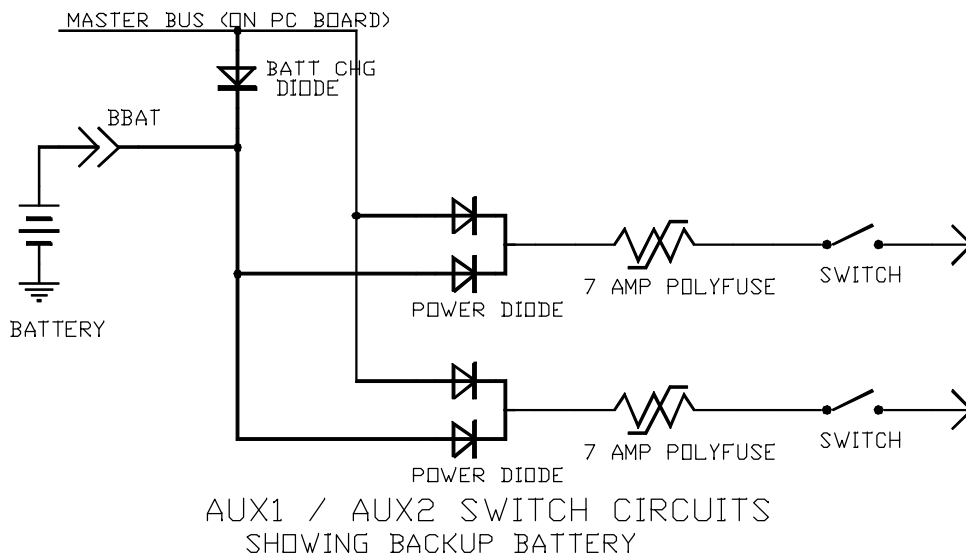 MASTER BUS (ON PC BOARD)
BATT CHG
DIODE
BBAT
BATTERY
7 AMP POLYFUSE
SWITCH
POWER DIODE
7 AMP POLYFUSE
SWITCH
POWER DIODE
AUX1 / AUX2 SWITCH CIRCUITS
SHOWING BACKUP BATTERY